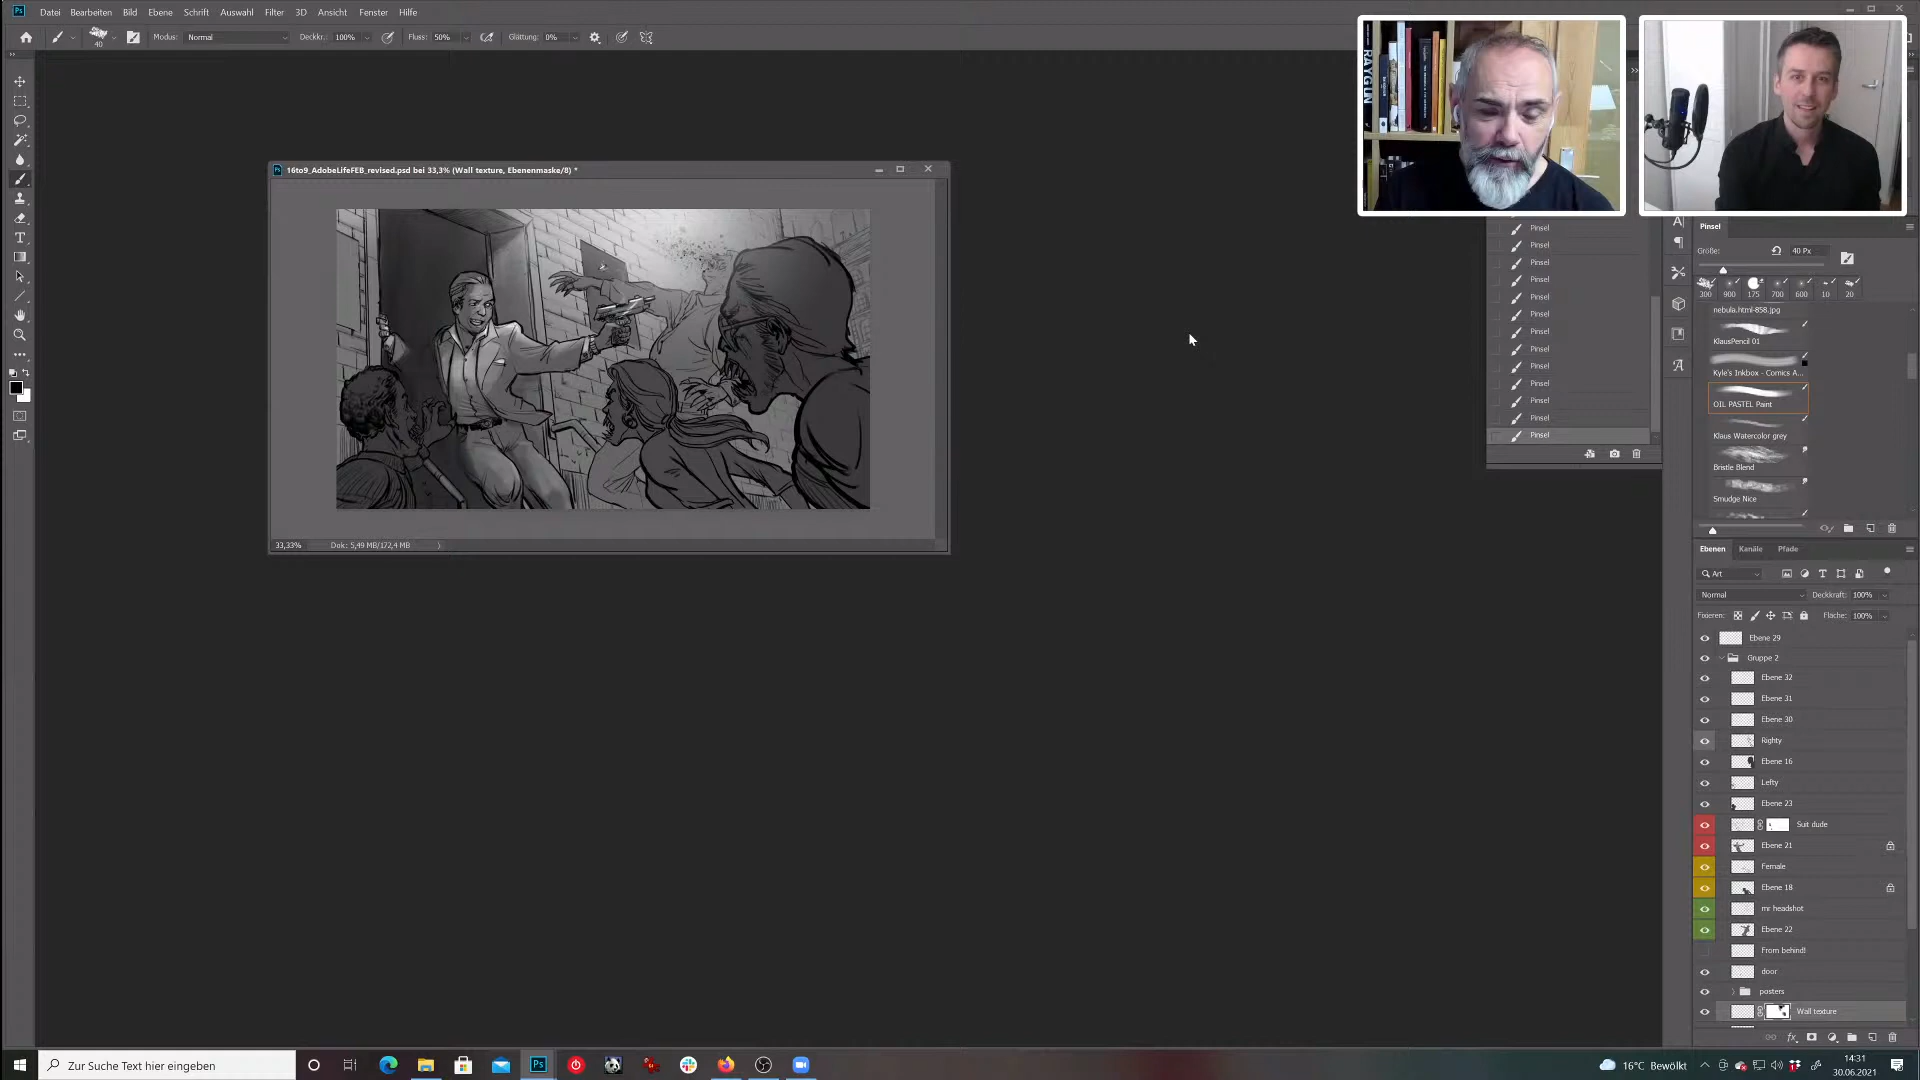 Datei Bearbeiten Bild Ebene Schrift Auswahl Filter 3D Ansicht Fenster Hilfe
40 Modus: Normal Deckkr.: 100% Fluss: 50% Glättung: 0%
RAYGUN
16to9_AdobeLifeFEB_revised.psd bei 33,3% (Wall texture, Ebenenmaske/8) *
33,33% Dok: 5,49 MB/172,4 MB
Pinsel
Pinsel
Pinsel
Pinsel
Pinsel
Pinsel
Pinsel
Pinsel
Pinsel
Pinsel
Pinsel
Pinsel
Pinsel
Pinsel
Größe: 40 Px
300 900 175 700 600 10 20
nebula.html-858.jpg
KlausPencil 01
Kyle's Inkbox - Comics A...
OIL PASTEL Paint
Klaus Watercolor grey
Bristle Blend
Smudge Nice
Ebenen Kanäle Pfade
Art
Normal Deckkraft: 100%
Fixieren: Fläche: 100%
Ebene 29
Gruppe 2
Ebene 32
Ebene 31
Ebene 30
Righty
Ebene 16
Lefty
Ebene 23
Suit dude
Ebene 21
Female
Ebene 18
mr headshot
Ebene 22
From behind!
door
posters
Wall texture
Zur Suche Text hier eingeben
16°C Bewölkt
14:31
30.06.2021